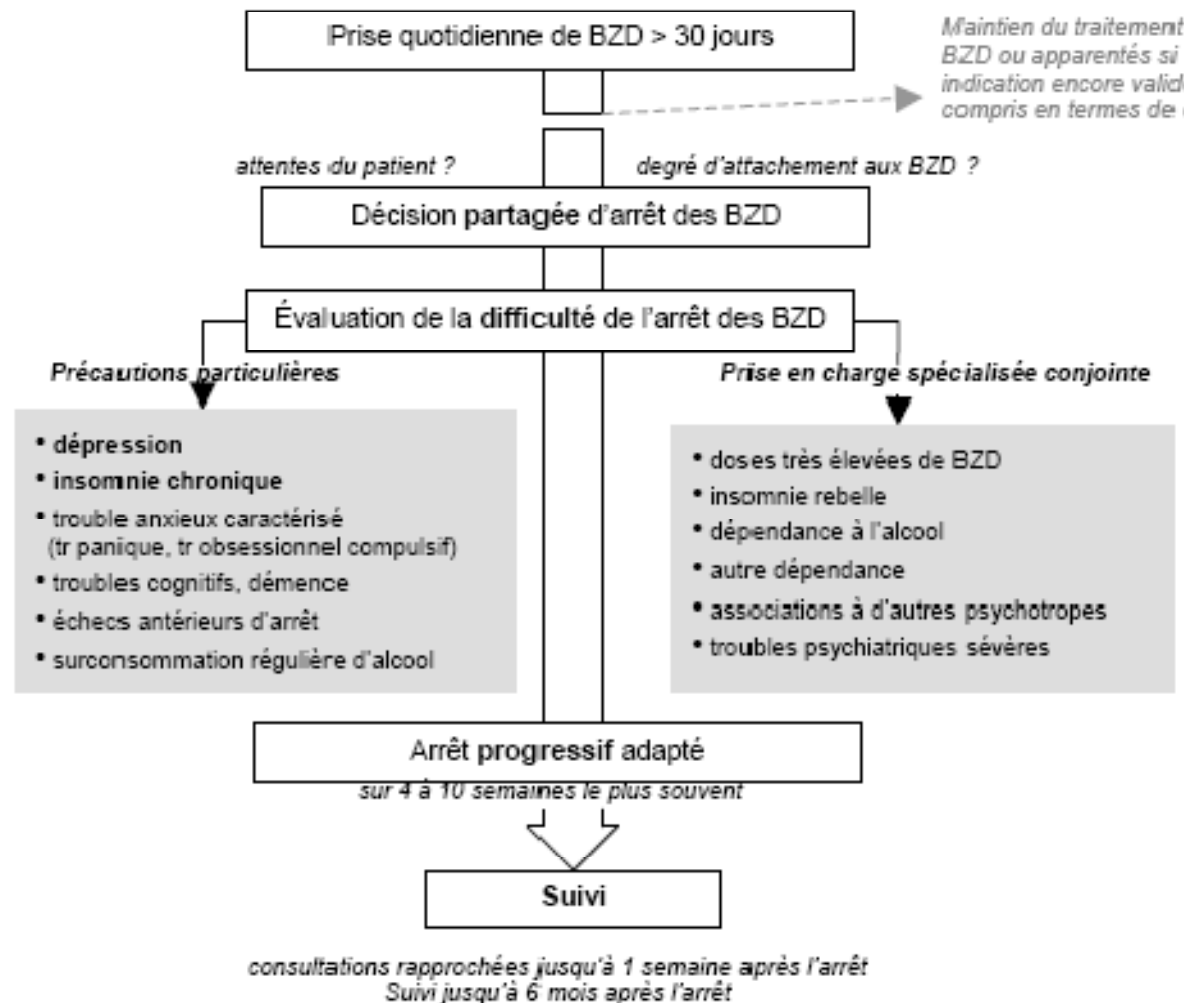 Prise quotidienne de BZD > 30 jours
Maintien du traitement
BZD ou apparentés si
indication encore valide
compris en termes de
attentes du patient ?
degré d'attachement aux BZD ?
Décision partagée d'arrêt des BZD
Évaluation de la difficulté de l'arrêt des BZD
Précautions particulières
• dépression
• insomnie chronique
• trouble anxieux caractérisé
(tr panique, tr obsessionnel compulsif)
• troubles cognitifs, démence
• échecs antérieurs d'arrêt
• surconsommation régulière d'alcool
Prise en charge spécialisée conjointe
• doses très élevées de BZD
• insomnie rebelle
• dépendance à l'alcool
• autre dépendance
• associations à d'autres psychotropes
• troubles psychiatriques sévères
Arrêt progressif adapté
sur 4 à 10 semaines le plus souvent
Suivi
consultations rapprochées jusqu'à 1 semaine après l'arrêt
Suivi jusqu'à 6 mois après l'arrêt